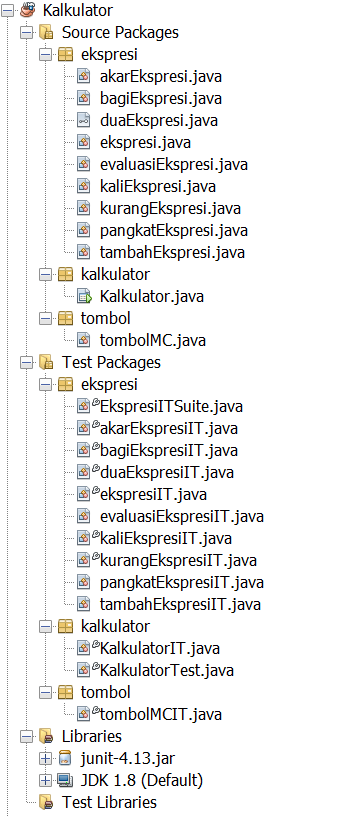 Kalkulator
Source Packages
ekspresi
akarEkspresi.java
bagiEkspresi.java
duaEkspresi.java
ekspresi.java
evaluasiEkspresi.java
kaliEkspresi.java
kurangEkspresi.java
pangkatEkspresi.java
tambahEkspresi.java
kalkulator
Kalkulator.java
tombol
tombolMC.java
Test Packages
ekspresi
EkspresiITSuite.java
akarEkspresiIT.java
bagiEkspresiIT.java
duaEkspresiIT.java
ekspresiIT.java
evaluasiEkspresiIT.java
kaliEkspresiIT.java
kurangEkspresiIT.java
pangkatEkspresiIT.java
tambahEkspresiIT.java
kalkulator
KalkulatorIT.java
KalkulatorTest.java
tombol
tombolMCIT.java
Libraries
junit-4.13.jar
JDK 1.8 (Default)
Test Libraries